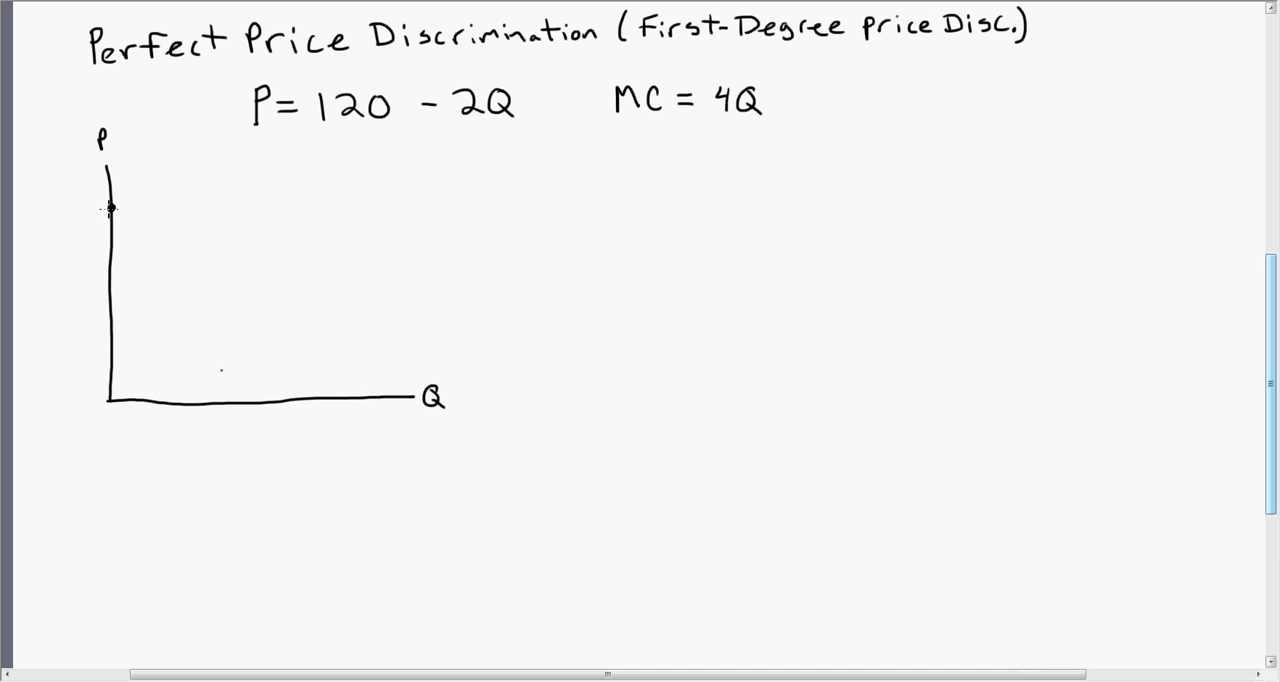 Perfect Price Discrimination (First-Degree Price Disc.)
P = 120 - 2Q MC = 4Q
P
Q